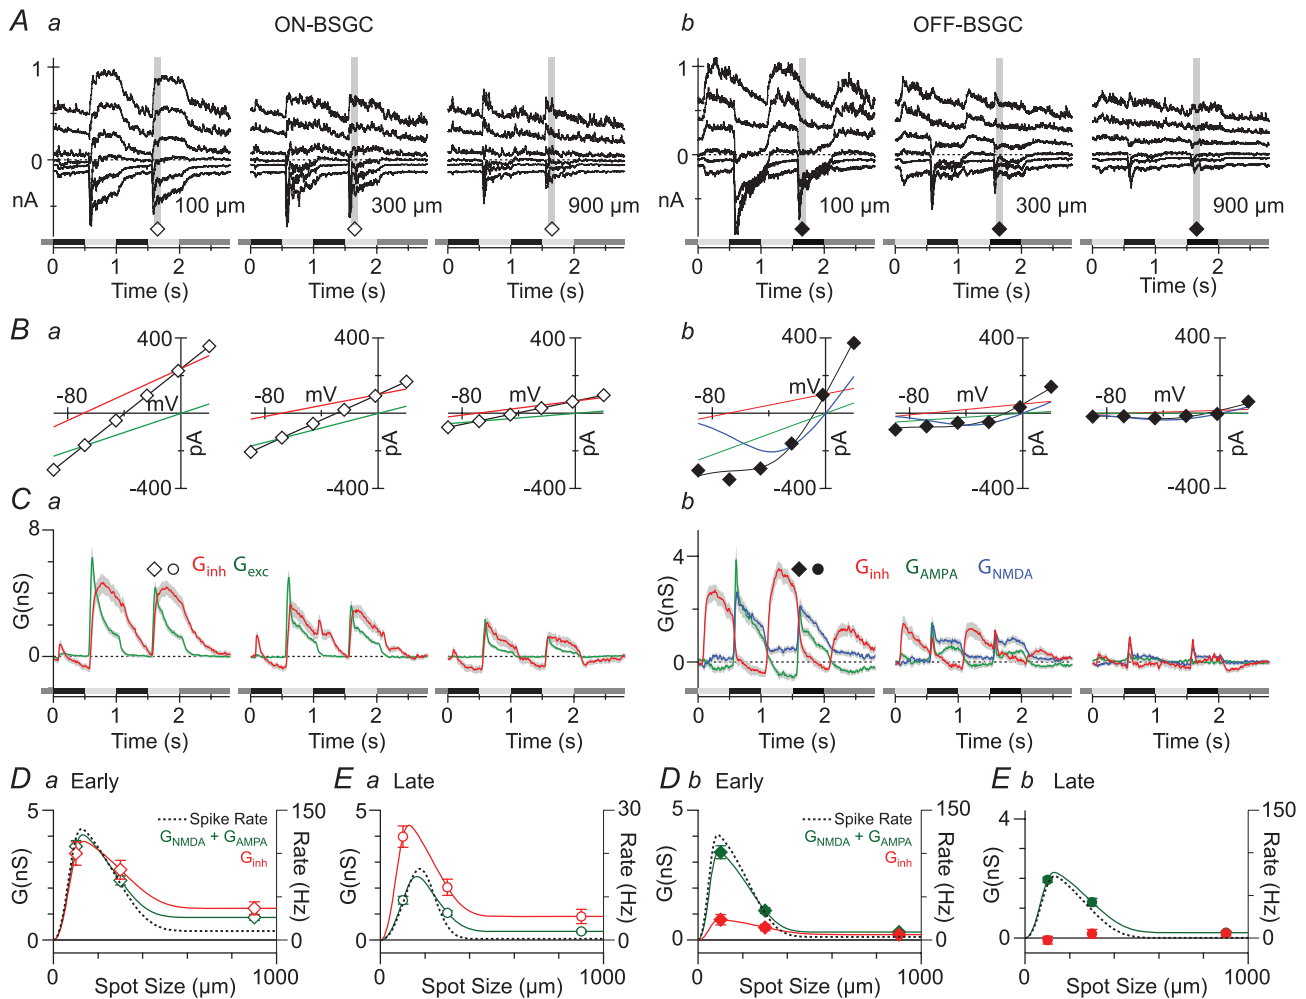 A a ON-BSGC b OFF-BSGC
1 0 nA
100 µm 300 µm 900 µm
100 µm 300 µm 900 µm
0 1 2 0 1 2 0 1 2
Time (s) Time (s) Time (s)
0 1 2 0 1 2 0 1 2
Time (s) Time (s) Time (s)
B a b
400 -80 mV pA -400
400 -80 mV pA -400
400 -80 mV pA -400
400 -80 mV pA -400
400 -80 mV pA -400
400 -80 mV pA -400
C a b
8 0 G(nS)
Ginh Gexc
4 0 G(nS)
Ginh GAMPA GNMDA
0 1 2 0 1 2 0 1 2
Time (s) Time (s) Time (s)
0 1 2 0 1 2 0 1 2
Time (s) Time (s) Time (s)
D a Early
5 0 G(nS)
150 0 Rate (Hz)
Spike Rate
GNMDA + GAMPA
Ginh
0 1000
Spot Size (µm)
E a Late
5 0 G(uS)
30 0 Rate (Hz)
0 1000
Spot Size (µm)
D b Early
5 0 G(uS)
150 0 Rate (Hz)
Spike Rate
GNMDA + GAMPA
Ginh
0 1000
Spot Size (µm)
E b Late
4 2 0 G(uS)
150 0 Rate (Hz)
0 1000
Spot Size (µm)